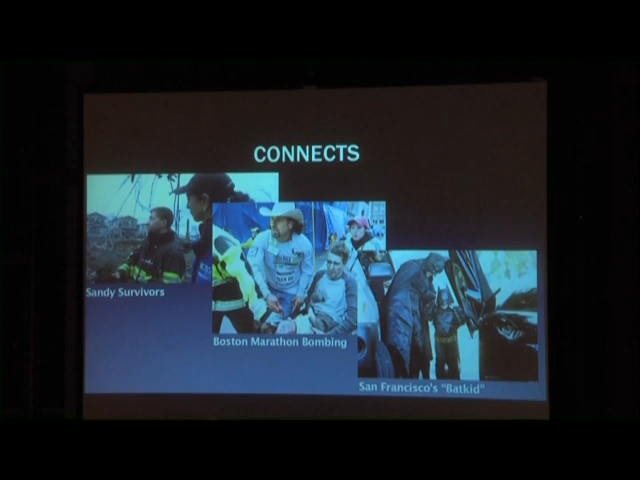 CONNECTS
Sandy Survivors
Boston Marathon Bombing
San Francisco's "Batkid"